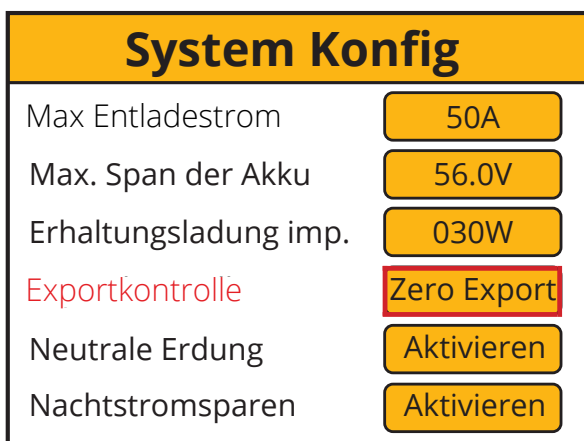 System Konfig
Max Entladestrom 50A
Max. Span der Akku 56.0V
Erhaltungsladung imp. 030W
Exportkontrolle Zero Export
Neutrale Erdung Aktivieren
Nachtstromsparen Aktivieren